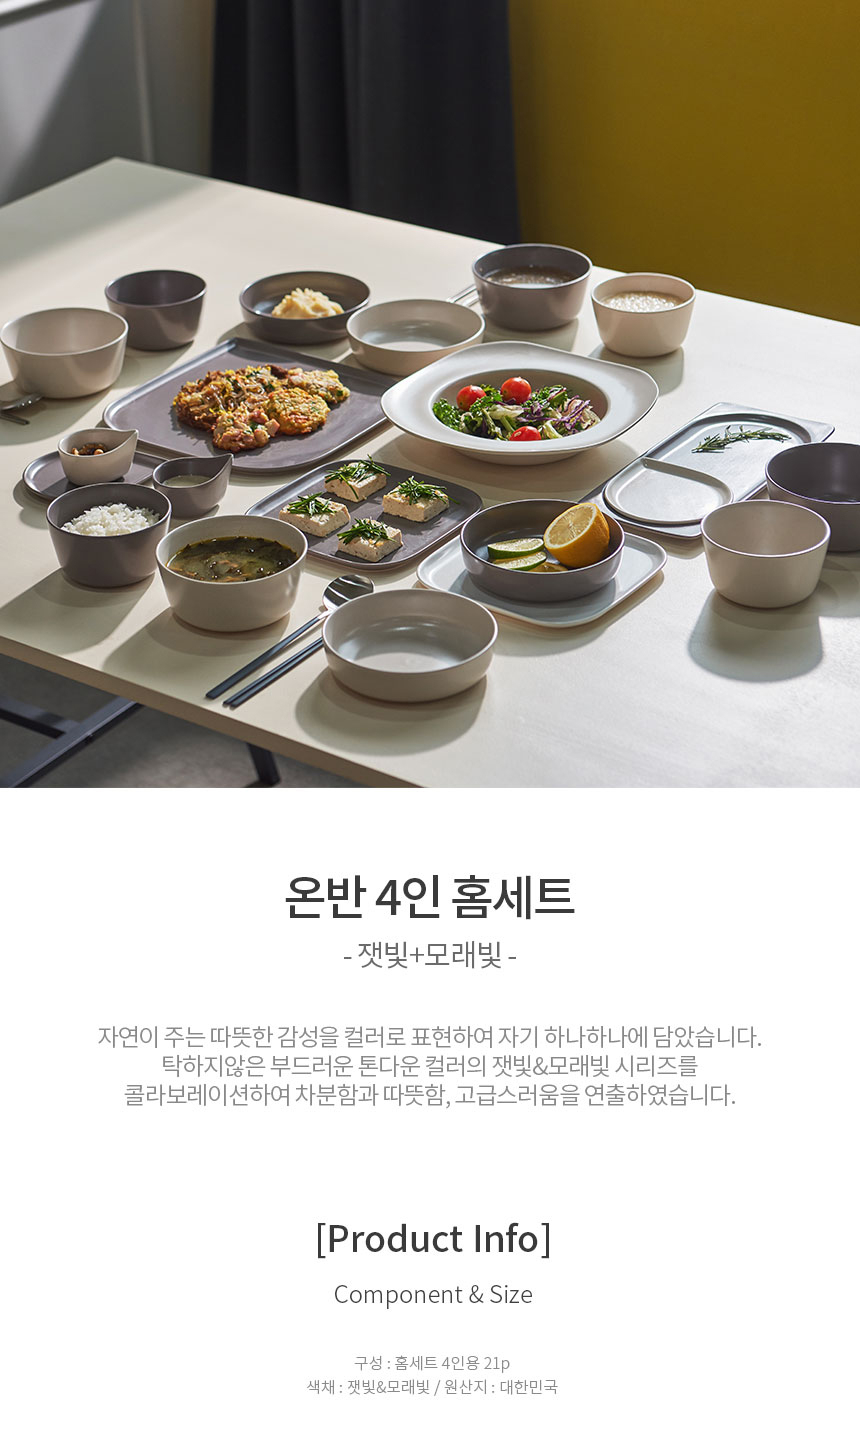 온반 4인 홈세트
- 잿빛+모래빛 -
자연이 주는 따뜻한 감성을 컬러로 표현하여 자기 하나하나에 담았습니다.
탁하지않은 부드러운 톤다운 컬러의 잿빛&모래빛 시리즈를
콜라보레이션하여 차분함과 따뜻함, 고급스러움을 연출하였습니다.
[Product Info]
Component & Size
구성 : 홈세트 4인용 21p
색채 : 잿빛&모래빛 / 원산지 : 대한민국